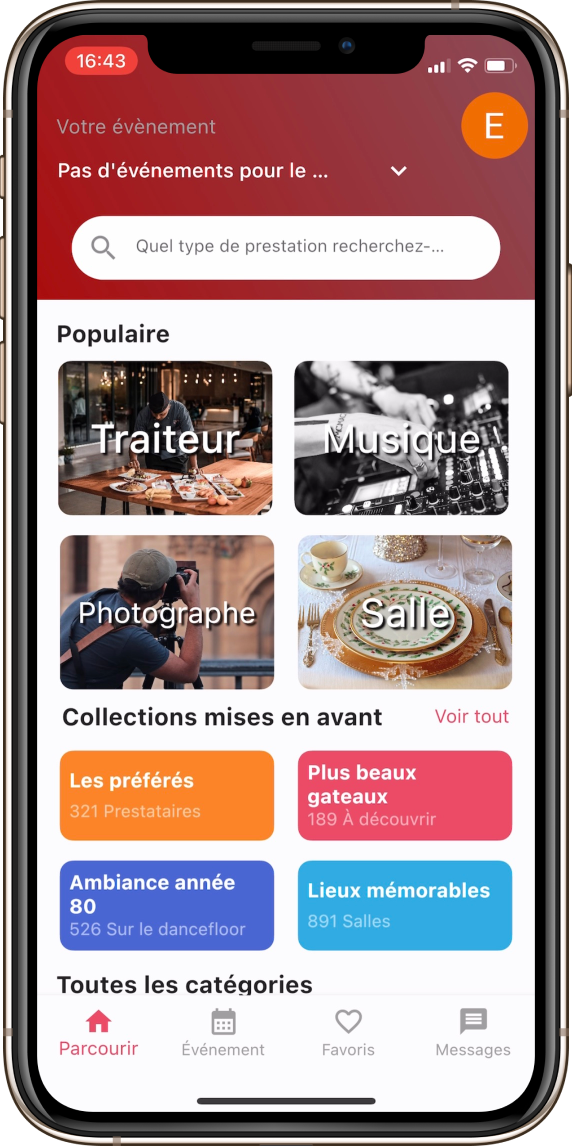 16:43
Votre évènement
E
Pas d'événements pour le ...
Quel type de prestation recherchez-...
Populaire
Traiteur
Musique
Photographe
Salle
Collections mises en avant
Voir tout
Les préférés
321 Prestataires
Plus beaux
gateaux
189 À découvrir
Ambiance année
80
526 Sur le dancefloor
Lieux mémorables
891 Salles
Toutes les catégories
Parcourir
Événement
Favoris
Messages